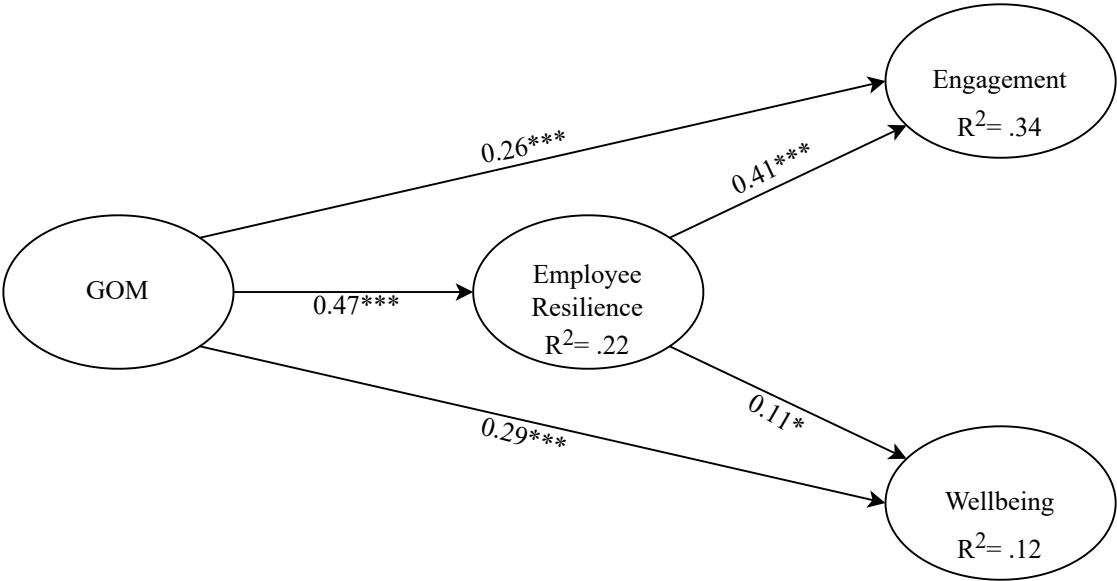 Engagement
R²= .34
0.26***
0.41***
GOM
0.47***
Employee
Resilience
R²= .22
0.29***
0.11*
Wellbeing
R²= .12